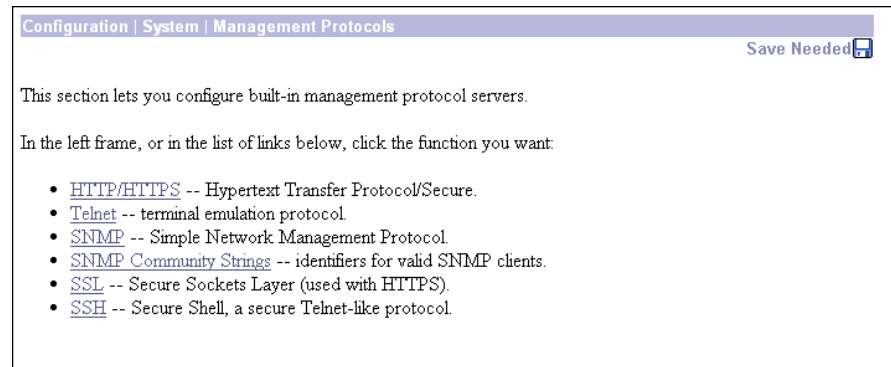 Configuration | System | Management Protocols
Save Needed
This section lets you configure built-in management protocol servers.
In the left frame, or in the list of links below, click the function you want:
• HTTP/HTTPS -- Hypertext Transfer Protocol/Secure.
• Telnet -- terminal emulation protocol.
• SNMP -- Simple Network Management Protocol.
• SNMP Community Strings -- identifiers for valid SNMP clients.
• SSL -- Secure Sockets Layer (used with HTTPS).
• SSH -- Secure Shell, a secure Telnet-like protocol.